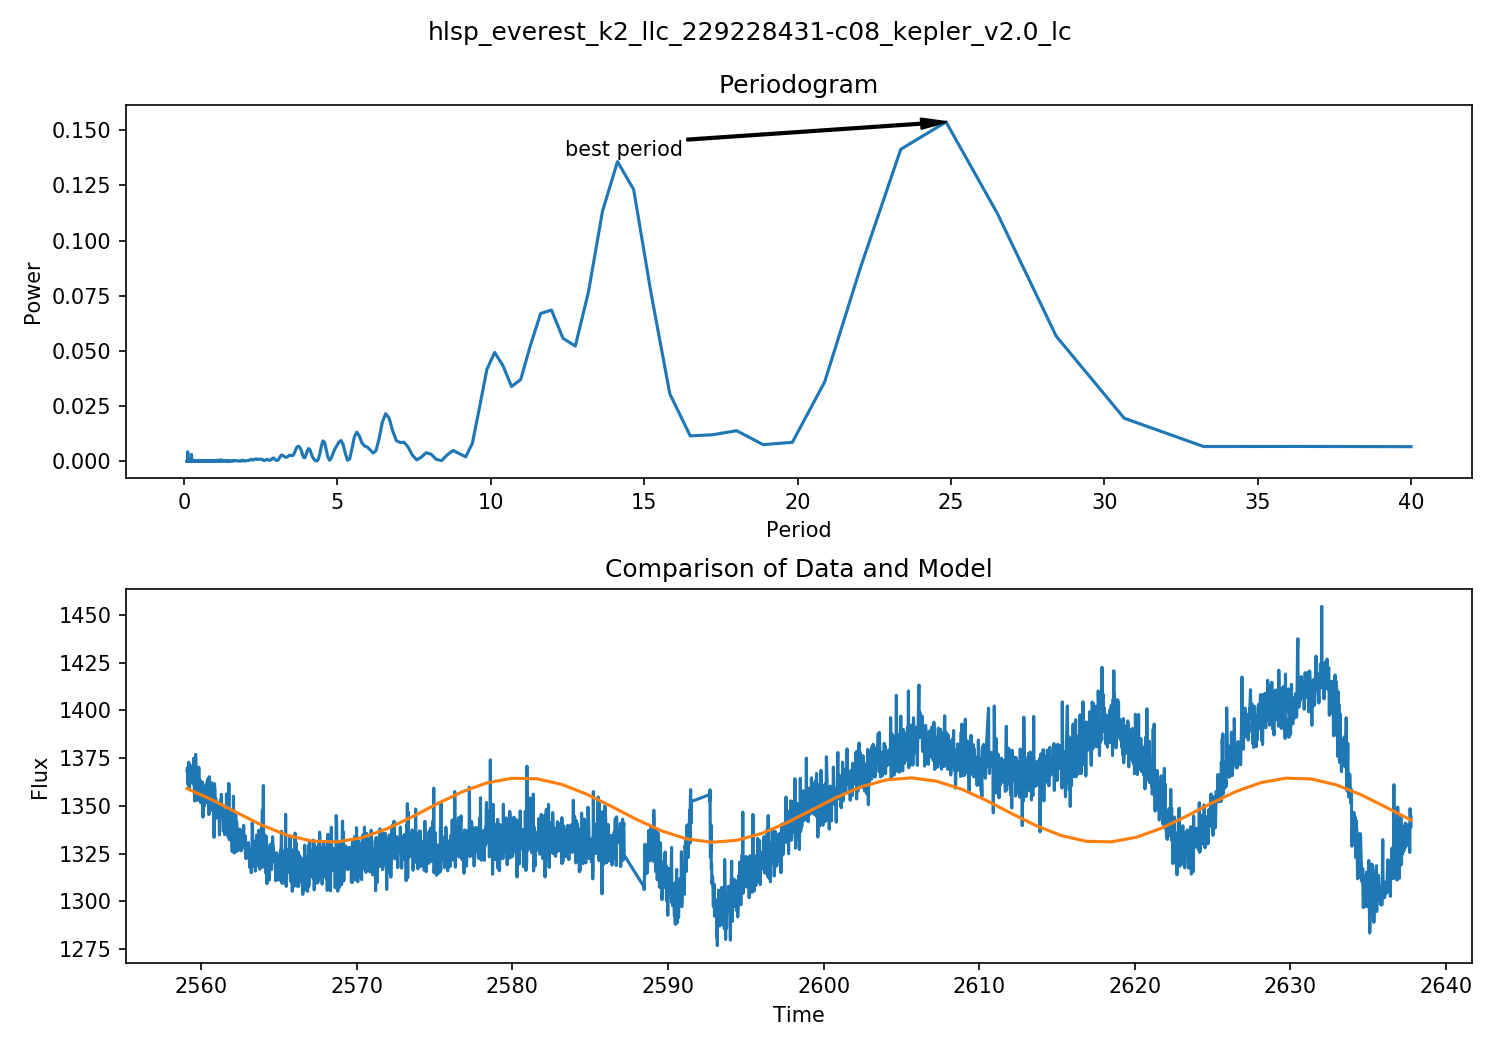 hlsp_everest_k2_llc_229228431-c08_kepler_v2.0_lc
Periodogram
best period
0.150
0.125
0.100
0.075
0.050
0.025
0.000
Power
0 5 10 15 20 25 30 35 40
Period
Comparison of Data and Model
1450
1425
1400
1375
1350
1325
1300
1275
Flux
2560 2570 2580 2590 2600 2610 2620 2630 2640
Time